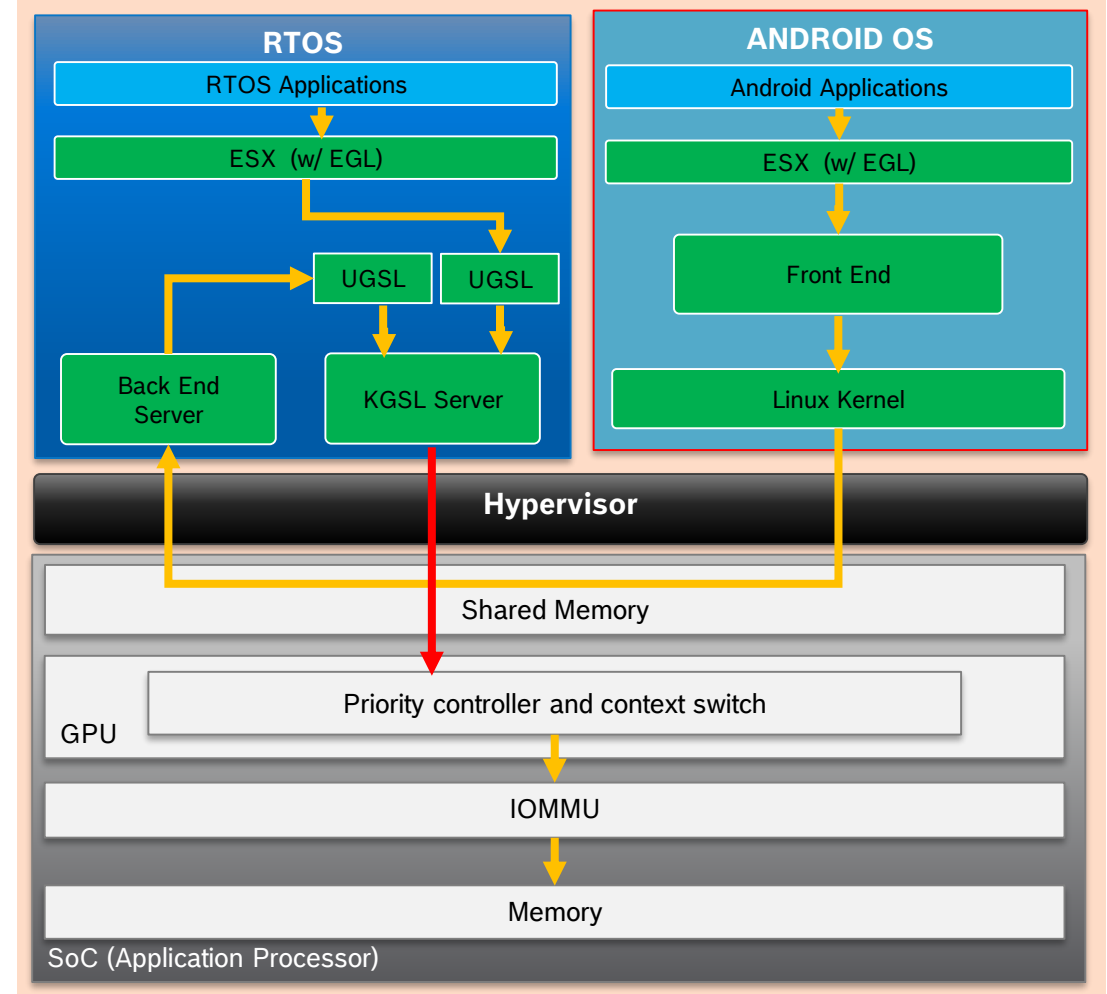 RTOS
RTOS Applications
ESX (w/ EGL)
UGSL
UGSL
Back End
Server
KGSL Server
ANDROID OS
Android Applications
ESX (w/ EGL)
Front End
Linux Kernel
Hypervisor
Shared Memory
Priority controller and context switch
GPU
IOMMU
Memory
SoC (Application Processor)